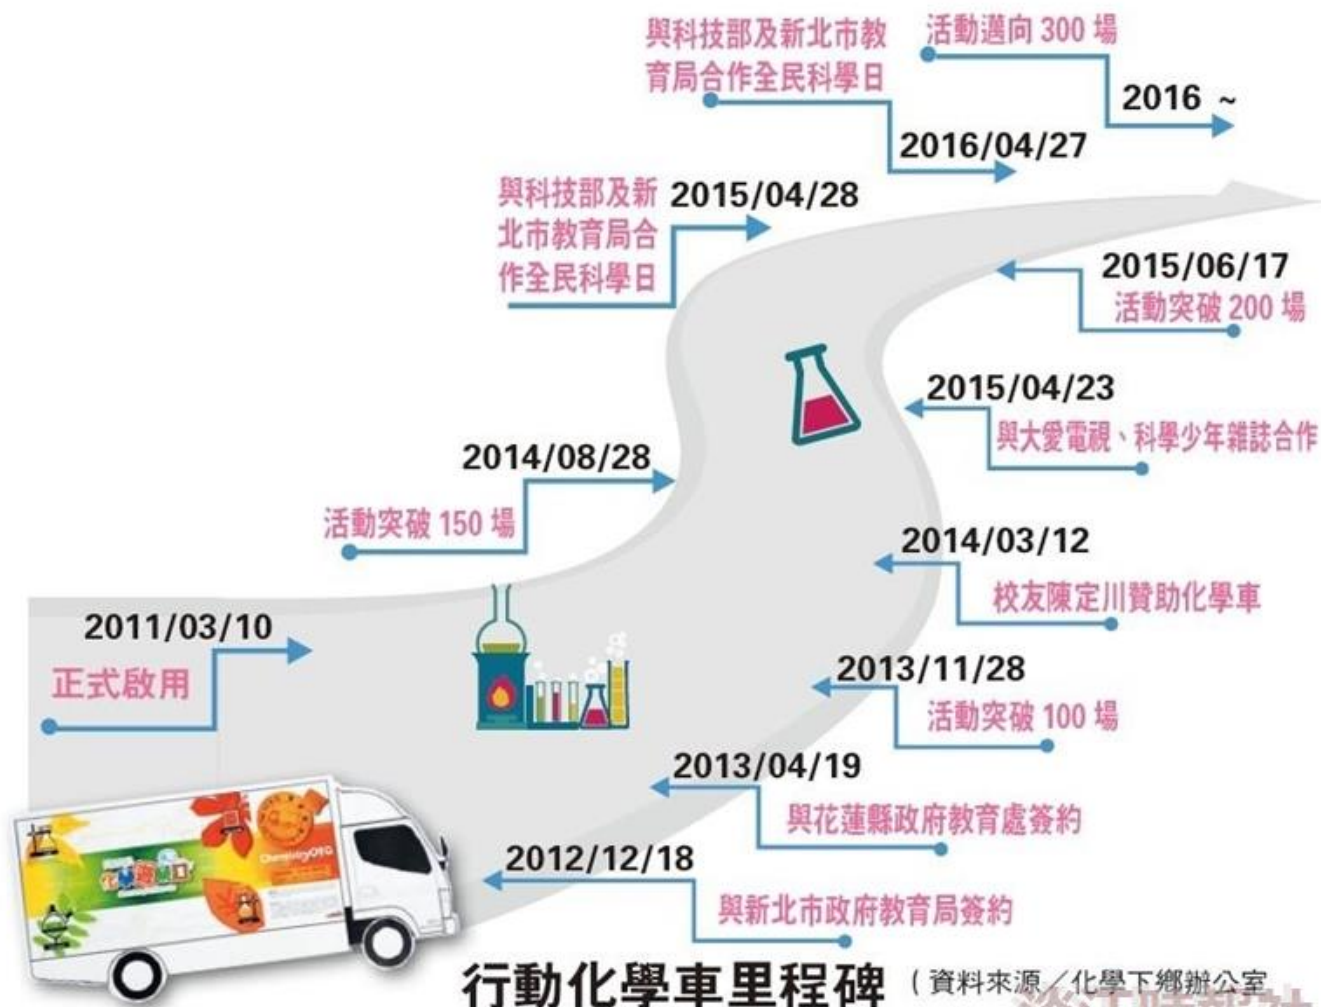 與科技部及新北市教
育局合作全民科學日
活動邁向 300 場
2016 ~
2016/04/27
與科技部及新
北市教育局合
作全民科學日
2015/04/28
2015/06/17
活動突破 200 場
2015/04/23
與大愛電視、科學少年雜誌合作
2014/08/28
活動突破 150 場
2014/03/12
校友陳定川贊助化學車
2011/03/10
正式啟用
2013/11/28
活動突破 100 場
2013/04/19
與花蓮縣政府教育處簽約
2012/12/18
與新北市政府教育局簽約
行動化學車里程碑 (資料來源/化學下鄉辦公室